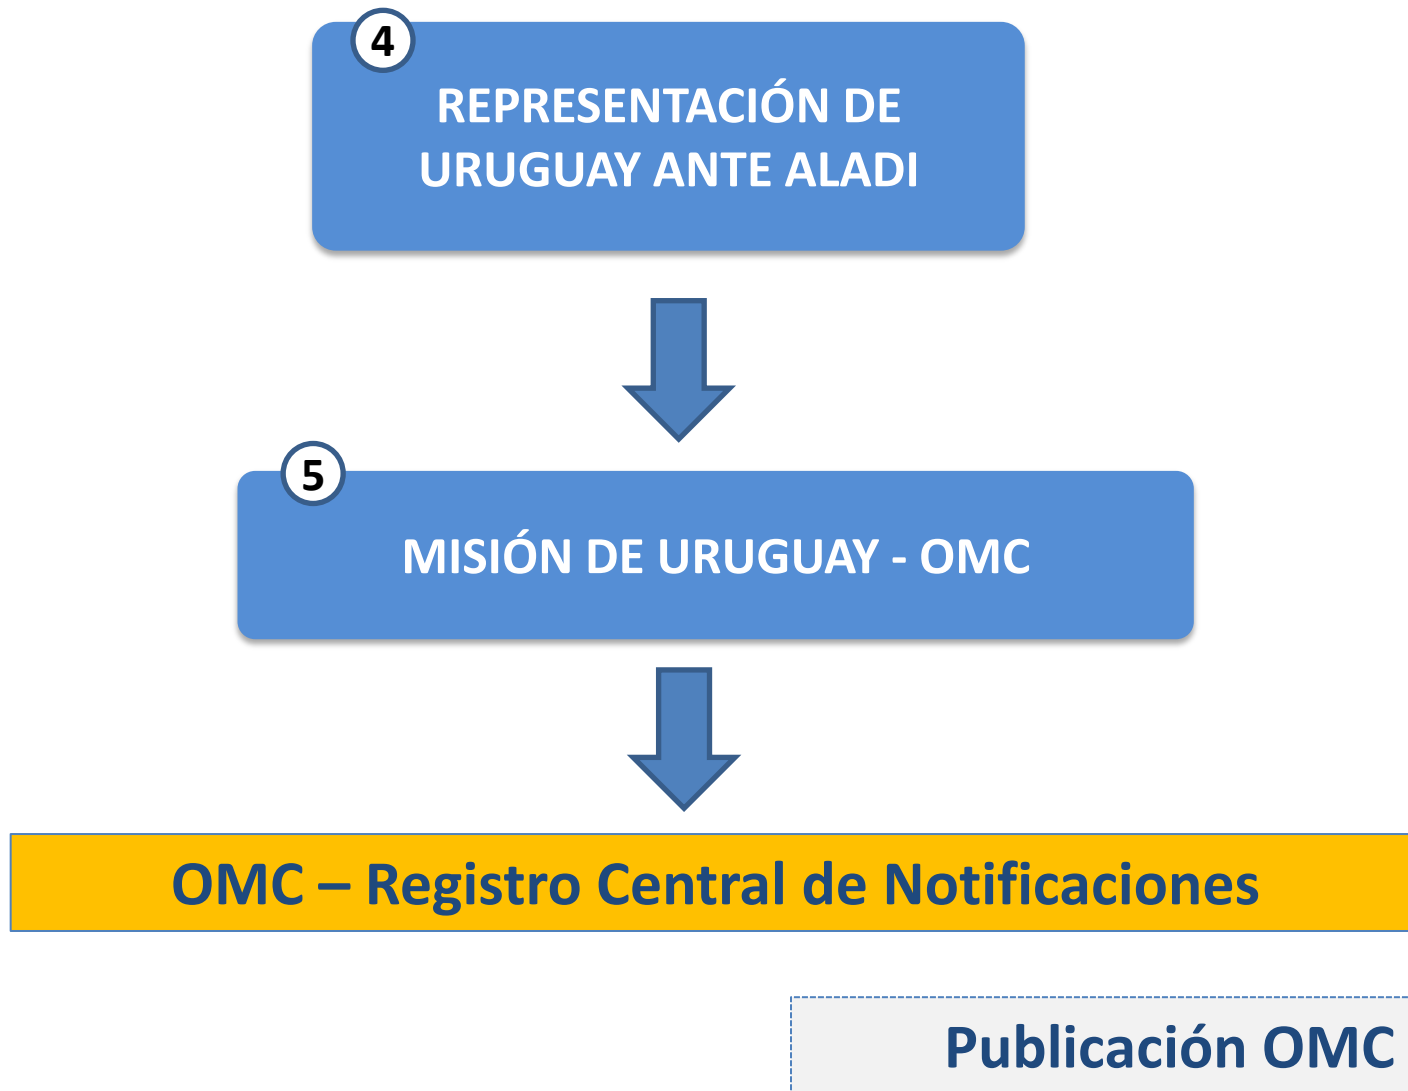 4
REPRESENTACIÓN DE
URUGUAY ANTE ALADI
5
MISIÓN DE URUGUAY - OMC
OMC – Registro Central de Notificaciones
Publicación OMC